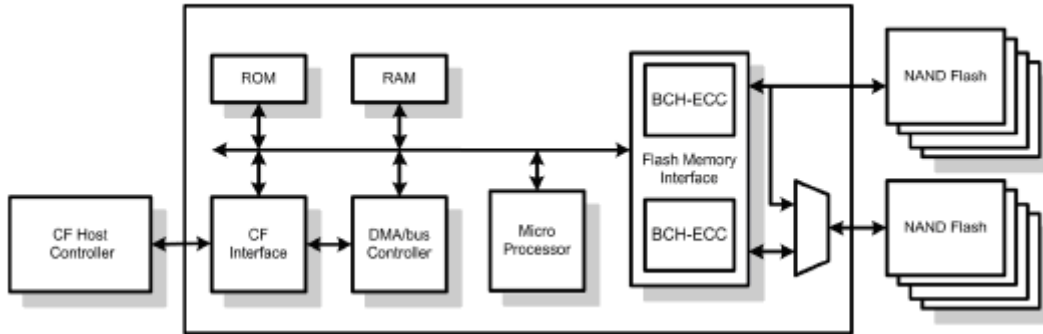 ROM
RAM
BCH-ECC
NAND Flash
Flash Memory
Interface
CF Host
Controller
CF
Interface
DMA/bus
Controller
Micro
Processor
BCH-ECC
NAND Flash